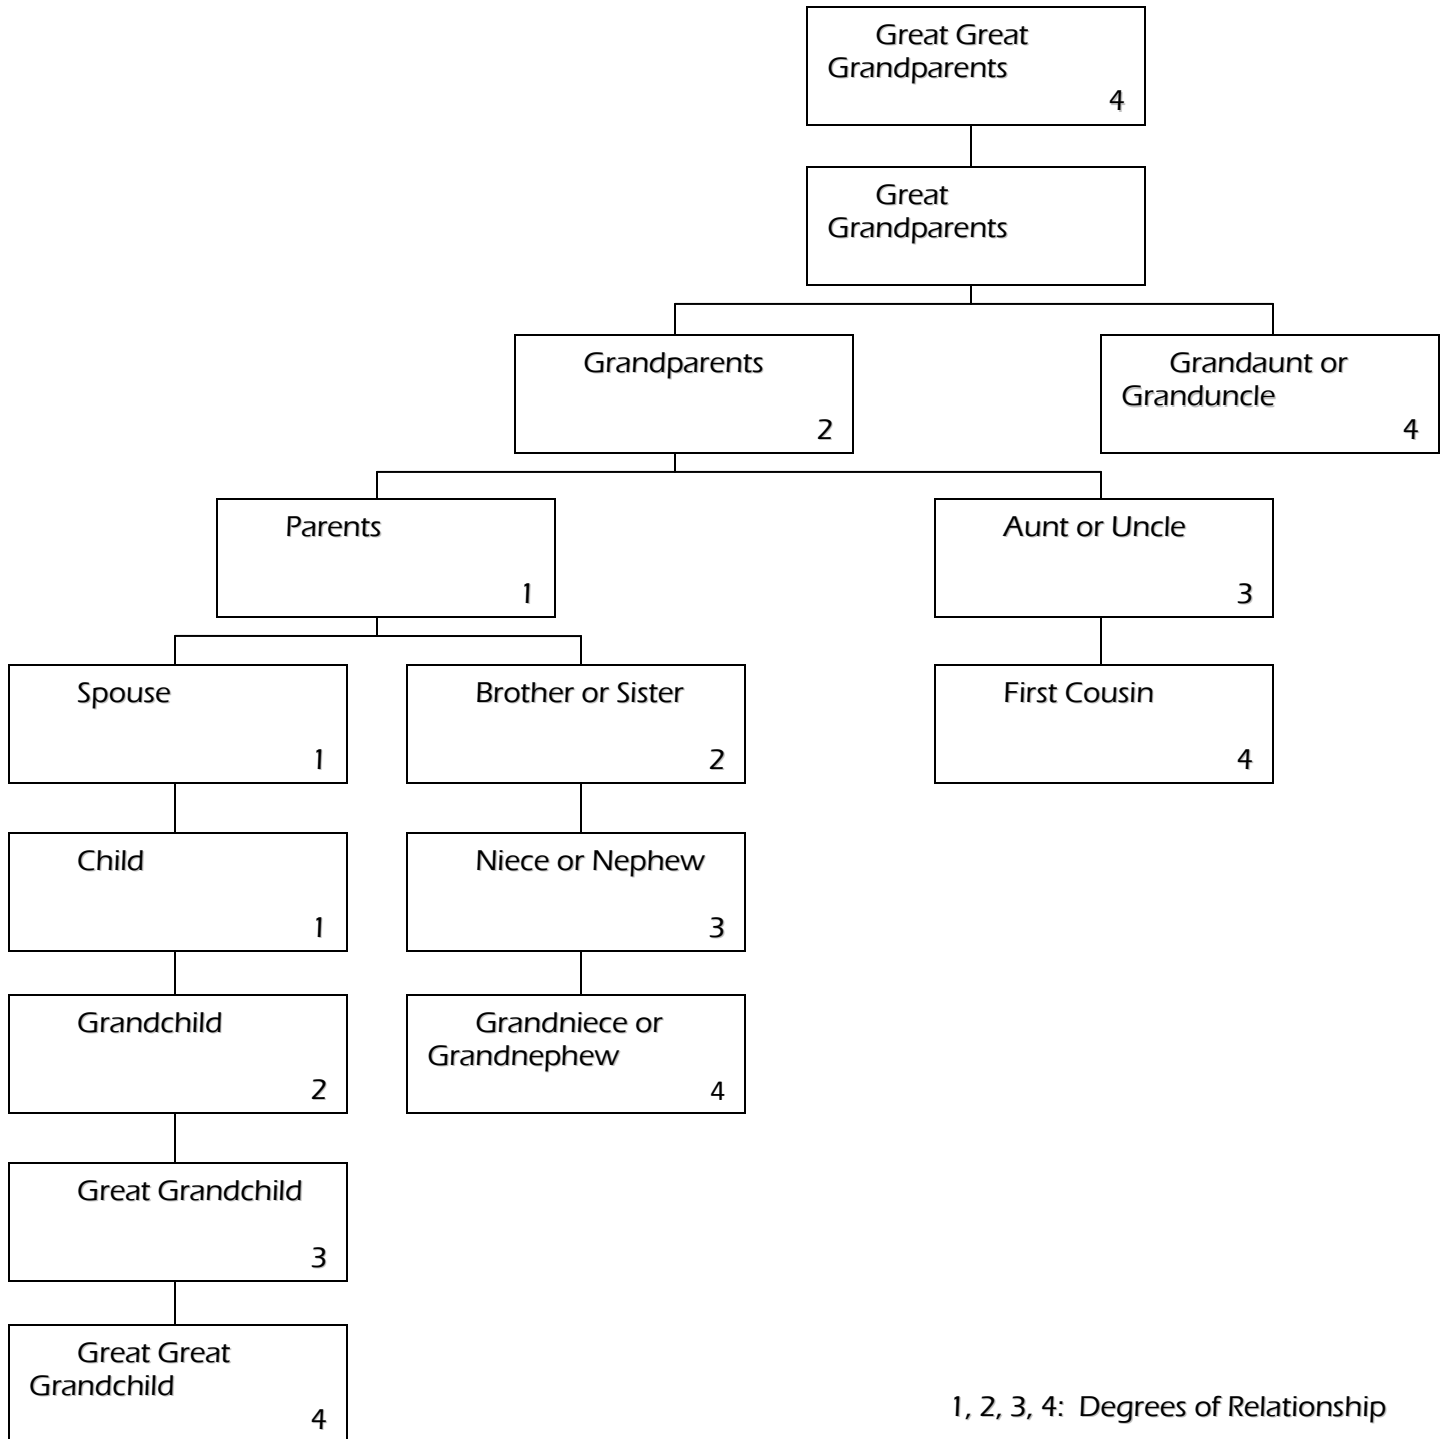 Great Great
Grandparents
4
Great
Grandparents
Grandparents
2
Grandaunt or
Granduncle
4
Parents
1
Aunt or Uncle
3
Spouse
1
Brother or Sister
2
First Cousin
4
Child
1
Niece or Nephew
3
Grandchild
2
Grandniece or
Grandnephew
4
Great Grandchild
3
Great Great
Grandchild
4
1, 2, 3, 4: Degrees of Relationship